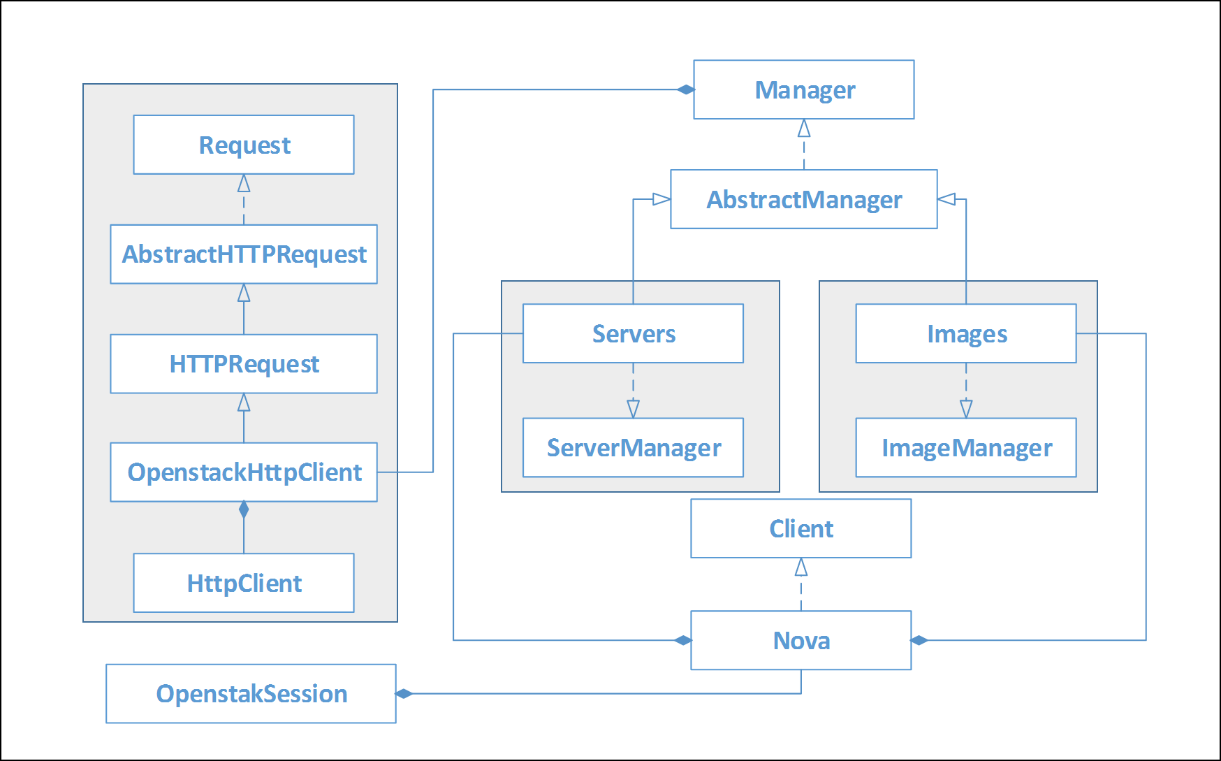 Manager
Request
AbstractManager
AbstractHTTPRequest
Servers
Images
HTTPRequest
ServerManager
ImageManager
OpenstackHttpClient
Client
HttpClient
Nova
OpenstakSession